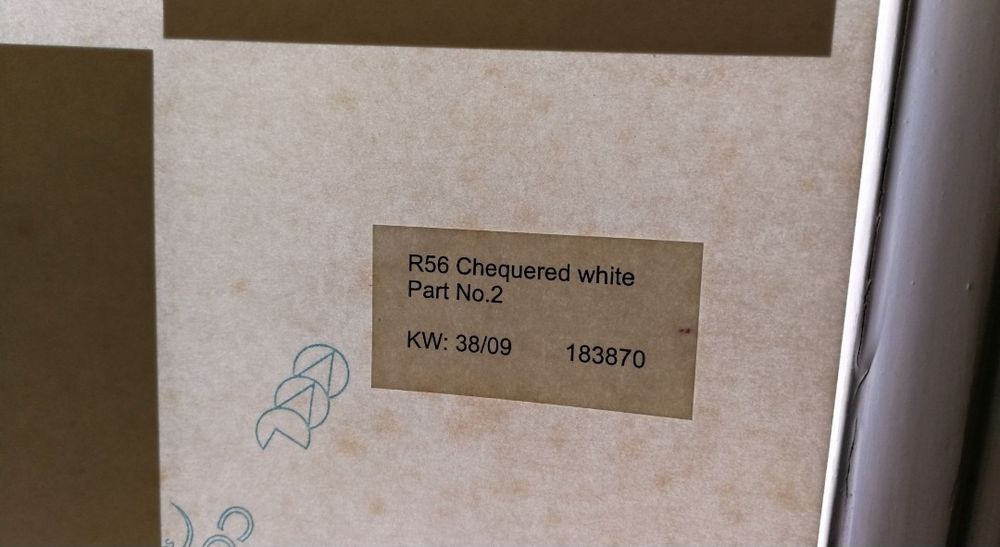 R56 Chequered white
Part No.2
KW: 38/09 183870